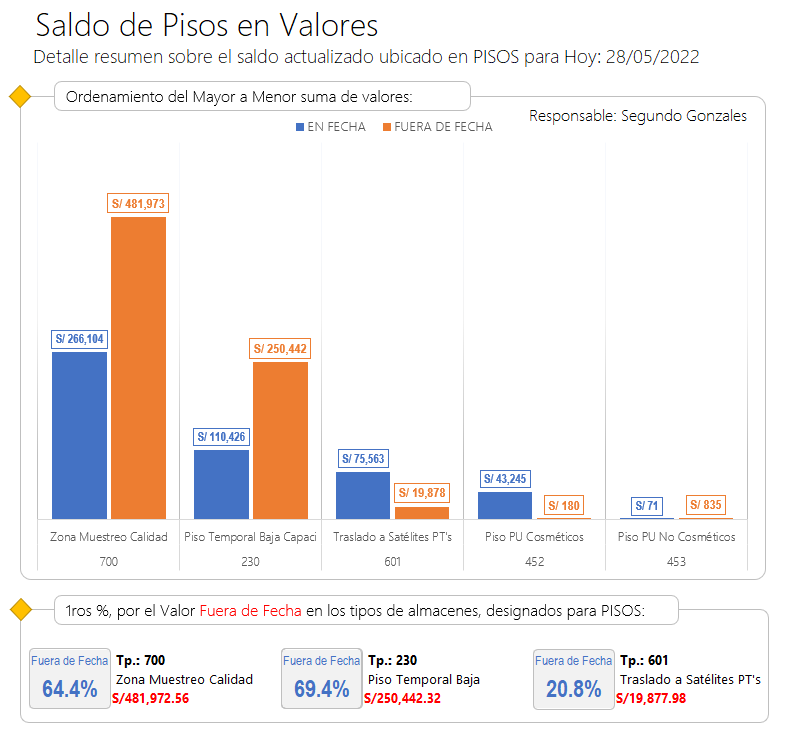 Saldo de Pisos en Valores
Detalle resumen sobre el saldo actualizado ubicado en PISOS para Hoy: 28/05/2022
Ordenamiento del Mayor a Menor suma de valores:
Responsable: Segundo Gonzales
EN FECHA FUERA DE FECHA
S/ 481,973
S/ 266,104
S/ 250,442
S/ 110,426
S/ 75,563
S/ 19,878
S/ 43,245
S/ 180
S/ 71
S/ 835
Zona Muestreo Calidad Piso Temporal Baja Capaci Traslado a Satélites PT's Piso PU Cosméticos Piso PU No Cosméticos
700 230 601 452 453
1ros %, por el Valor Fuera de Fecha en los tipos de almacenes, designados para PISOS:
Fuera de Fecha
64.4%
Tp.: 700
Zona Muestreo Calidad
S/481,972.56
Fuera de Fecha
69.4%
Tp.: 230
Piso Temporal Baja
S/250,442.32
Fuera de Fecha
20.8%
Tp.: 601
Traslado a Satélites PT's
S/19,877.98